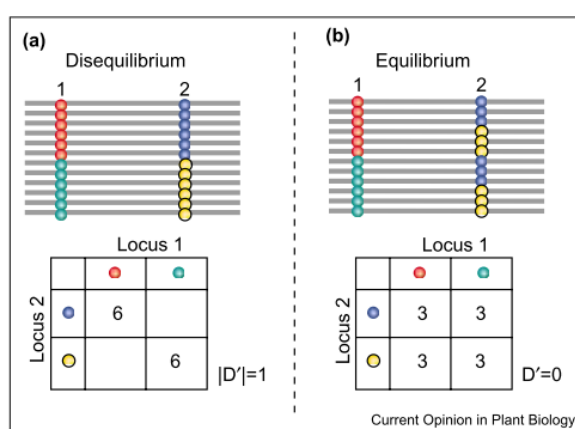 (a)
Disequilibrium
1 2
Locus 1
Locus 2
6
6
|D′|=1
(b)
Equilibrium
1 2
Locus 1
Locus 2
3 3
3 3
D′=0
Current Opinion in Plant Biology